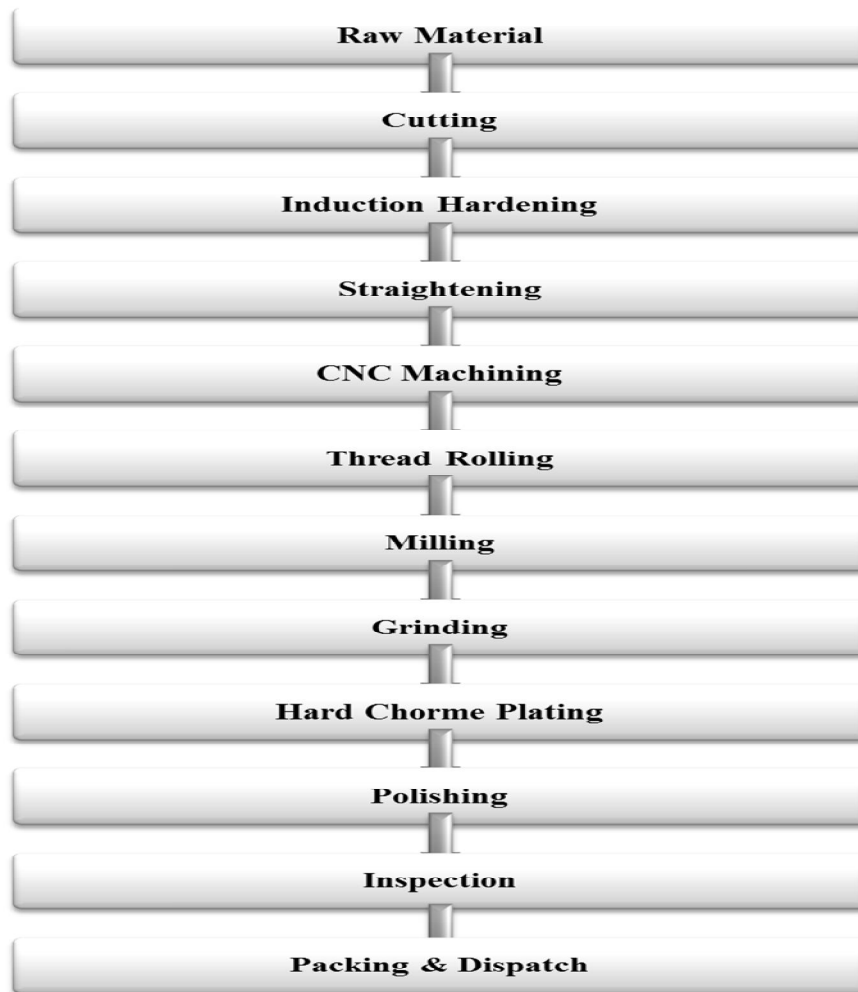 Raw Material
Cutting
Induction Hardening
Straightening
CNC Machining
Thread Rolling
Milling
Grinding
Hard Chorme Plating
Polishing
Inspection
Packing & Dispatch